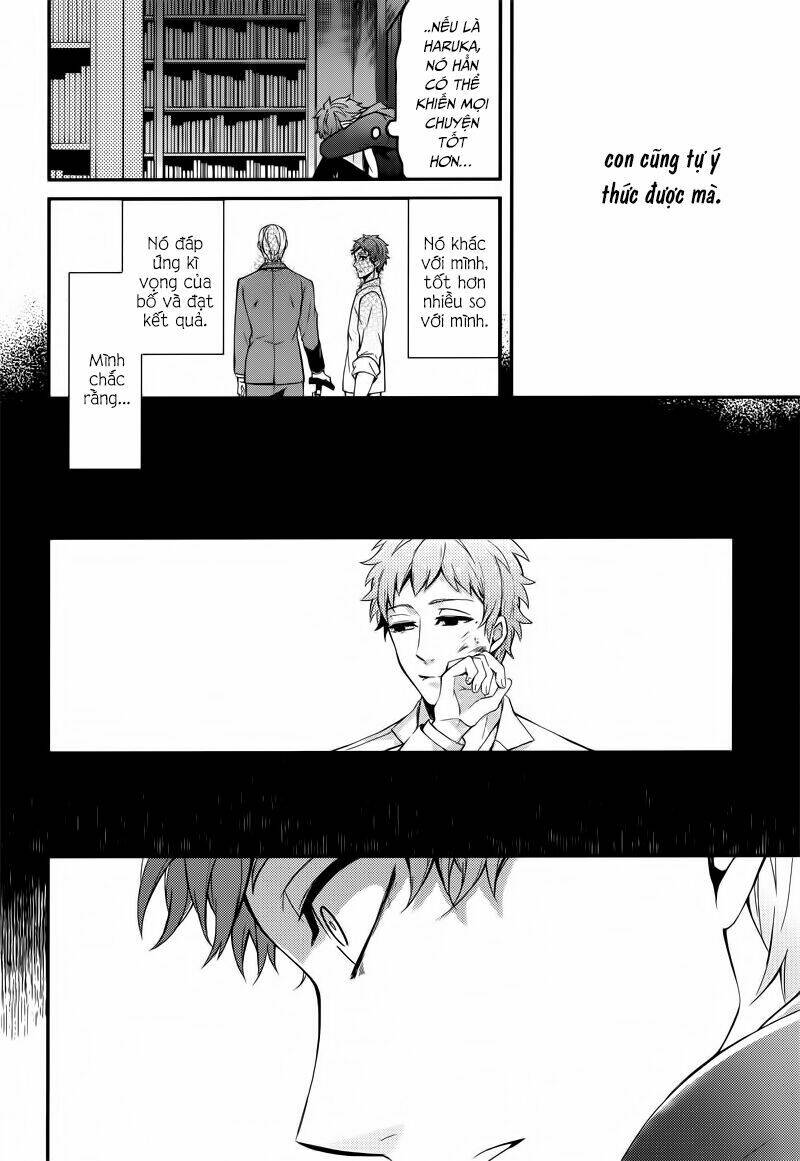 con cũng tự ý
thức được mà.
..NẾU LÀ
HARUKA,
NÓ HẲN
CÓ THỂ
KHIẾN MỌI
CHUYỆN
TỐT
HƠN...
Nó khác
với mình,
tốt hơn
nhiều so
với mình.
Nó đáp
ứng kì
vọng của
bố và đạt
kết quả.
Mình
chắc
rằng...